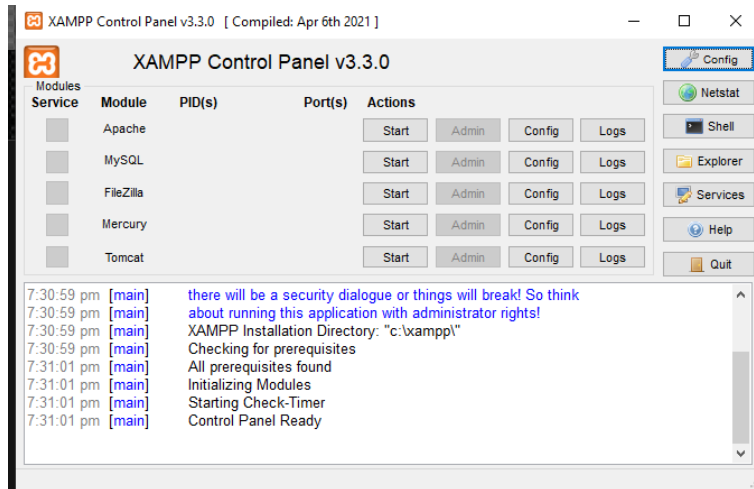 XAMPP Control Panel v3.3.0 [ Compiled: Apr 6th 2021 ]
XAMPP Control Panel v3.3.0
Config
Modules
Service Module PID(s) Port(s) Actions
Netstat
Apache Start Admin Config Logs
Shell
MySQL Start Admin Config Logs
Explorer
FileZilla Start Admin Config Logs
Services
Mercury Start Admin Config Logs
Help
Tomcat Start Admin Config Logs
Quit
7:30:59 pm [main] there will be a security dialogue or things will break! So think
7:30:59 pm [main] about running this application with administrator rights!
7:30:59 pm [main] XAMPP Installation Directory: "c:\xampp\"
7:30:59 pm [main] Checking for prerequisites
7:31:01 pm [main] All prerequisites found
7:31:01 pm [main] Initializing Modules
7:31:01 pm [main] Starting Check-Timer
7:31:01 pm [main] Control Panel Ready